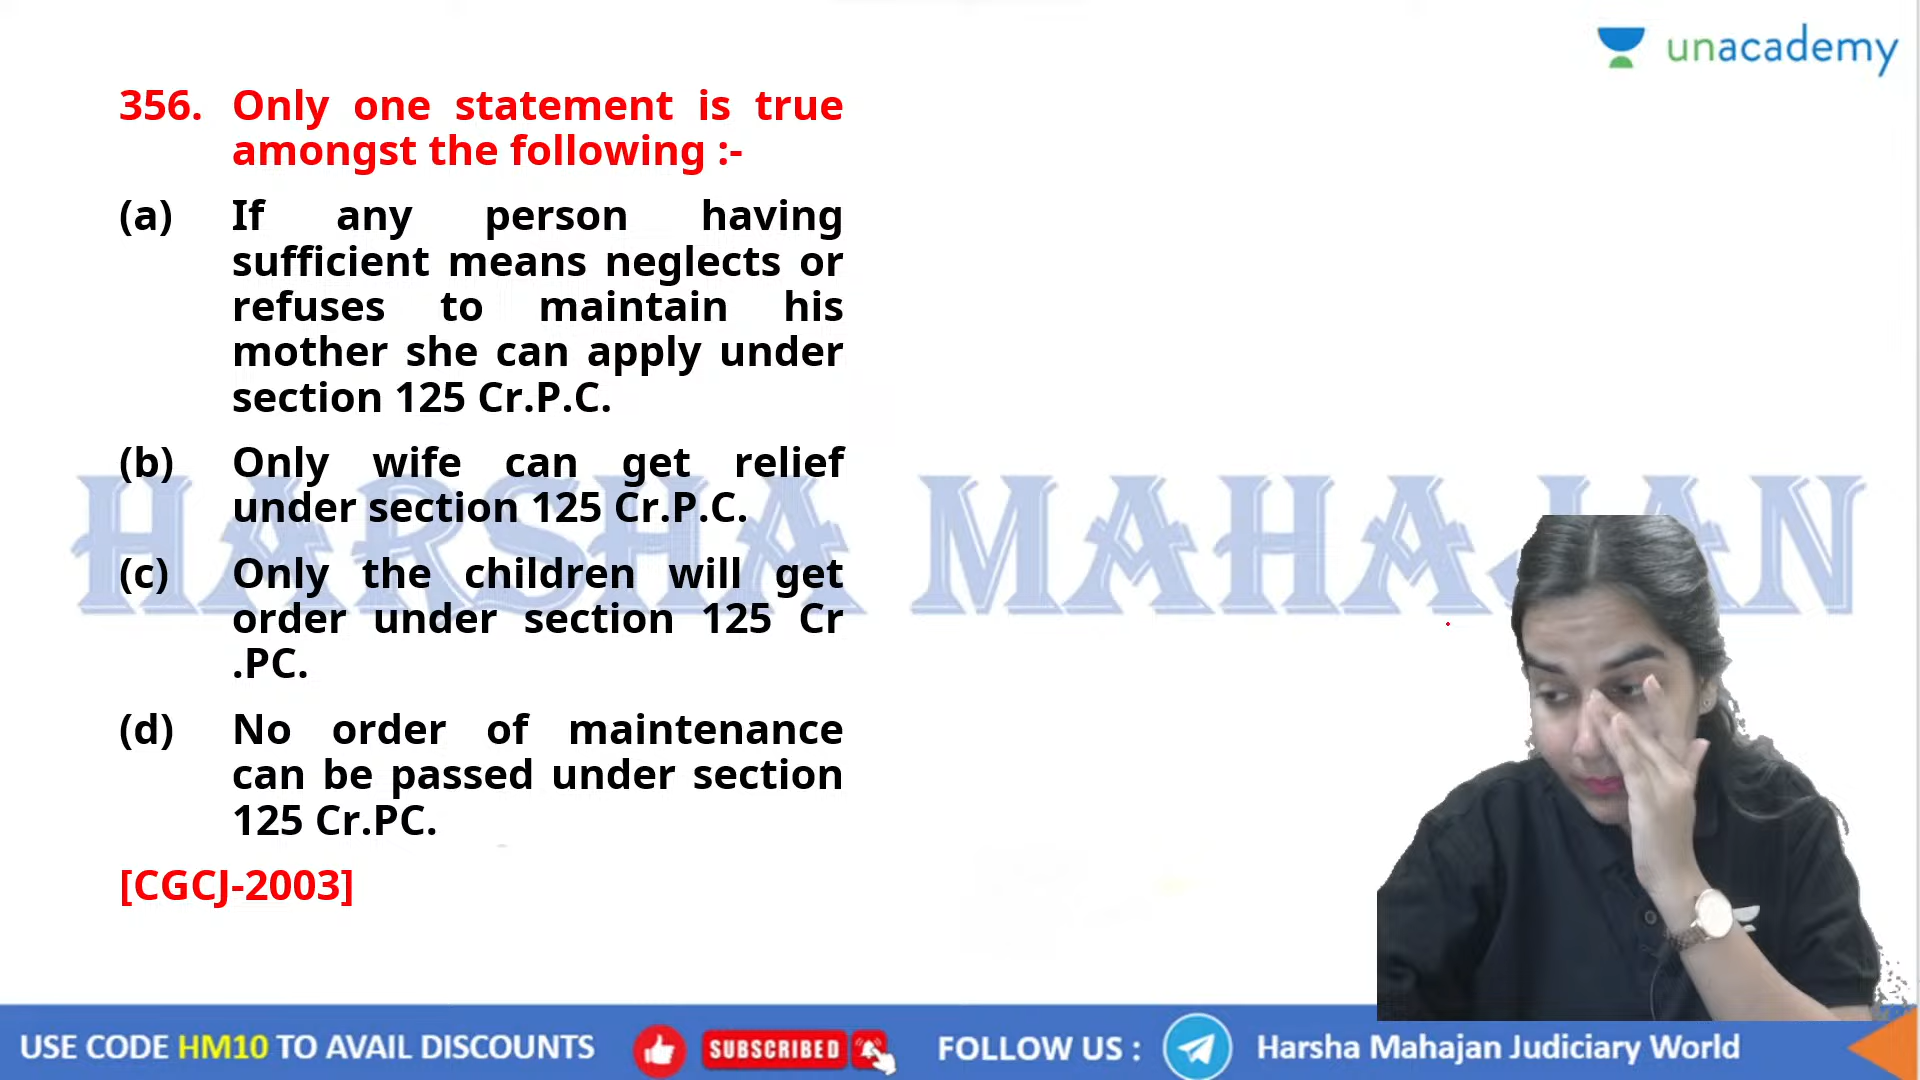 unacademy
356. Only one statement is true
amongst the following :-
(a) If any person having
sufficient means neglects or
refuses to maintain his
mother she can apply under
section 125 Cr.P.C.
(b) Only wife can get relief
under section 125 Cr.P.C.
(c) Only the children will get
order under section 125 Cr
.PC.
(d) No order of maintenance
can be passed under section
125 Cr.PC.
[CGCJ-2003]
HARSHA MAHAJAN
USE CODE HM10 TO AVAIL DISCOUNTS
SUBSCRIBED
FOLLOW US :
Harsha Mahajan Judiciary World